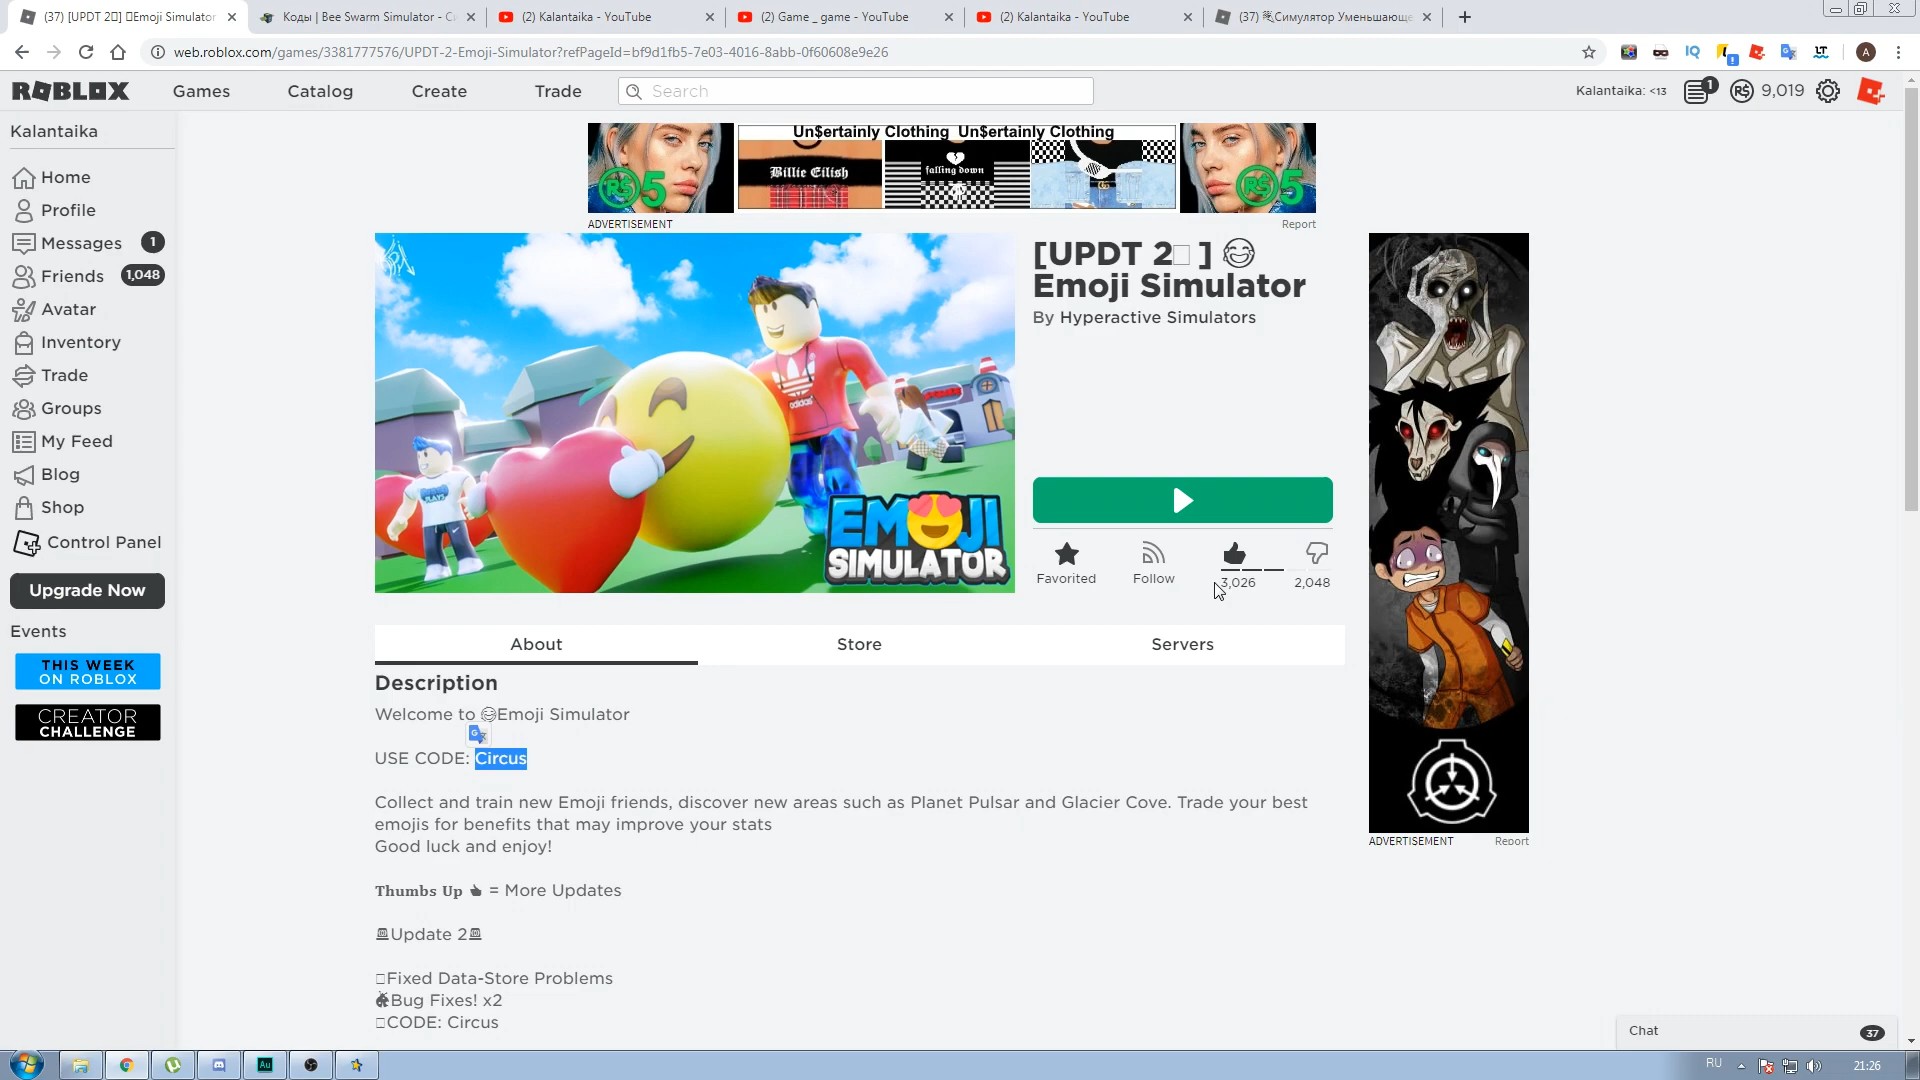 (37) [UPDT 2] Emoji Simulator
Коды | Bee Swarm Simulator - С
(2) Kalantaika - YouTube
(2) Game _ game - YouTube
(2) Kalantaika - YouTube
(37) Симулятор Уменьшающе
web.roblox.com/games/3381777576/UPDT-2-Emoji-Simulator?refPageId=bf9d1fb5-7e03-4016-8abb-0f60608e9e26
IQ
LT
A
ROBLOX
Games
Catalog
Create
Trade
Search
Kalantaika: <13
1
R$ 9,019
Kalantaika
Home
Profile
Messages 1
Friends 1,048
Avatar
Inventory
Trade
Groups
My Feed
Blog
Shop
Control Panel
Upgrade Now
Events
THIS WEEK
ON ROBLOX
CREATOR
CHALLENGE
Un$ertainly Clothing Un$ertainly Clothing
R$ 5
Billie Eilish
falling down
R$ 5
ADVERTISEMENT
Report
adidas
EMOJI
SIMULATOR
[UPDT 2□ ] 😂
Emoji Simulator
By Hyperactive Simulators
Favorited
Follow
3,026
2,048
About
Store
Servers
Description
Welcome to 😂Emoji Simulator
USE CODE: Circus
Collect and train new Emoji friends, discover new areas such as Planet Pulsar and Glacier Cove. Trade your best
emojis for benefits that may improve your stats
Good luck and enjoy!
Thumbs Up 👍 = More Updates
Update 2
□Fixed Data-Store Problems
Bug Fixes! x2
□CODE: Circus
ADVERTISEMENT
Report
Chat
37
Au
RU
21:26